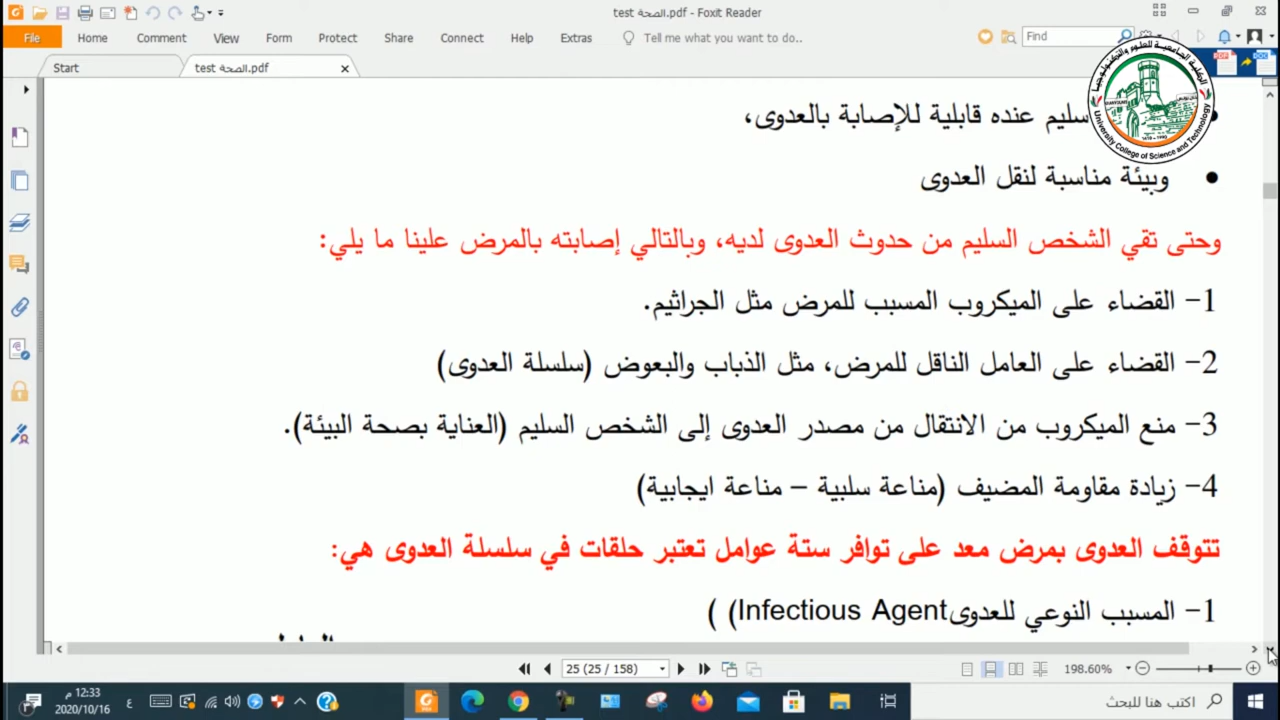 test الصحة.pdf - Foxit Reader
File Home Comment View Form Protect Share Connect Help Extras Tell me what you want to do.. Find
Start test الصحة.pdf
الكلية الجامعية للعلوم والتكنولوجيا
University College of Science and Technology
سليم عنده قابلية للإصابة بالعدوى،
• وبيئة مناسبة لنقل العدوى
وحتى تقي الشخص السليم من حدوث العدوى لديه، وبالتالي إصابته بالمرض علينا ما يلي:
1- القضاء على الميكروب المسبب للمرض مثل الجراثيم.
2- القضاء على العامل الناقل للمرض، مثل الذباب والبعوض (سلسلة العدوى)
3- منع الميكروب من الانتقال من مصدر العدوى إلى الشخص السليم (العناية بصحة البيئة).
4- زيادة مقاومة المضيف (مناعة سلبية – مناعة ايجابية)
تتوقف العدوى بمرض معد على توافر ستة عوامل تعتبر حلقات في سلسلة العدوى هي:
1- المسبب النوعي للعدوىInfectious Agent) )
25 (25 / 158) 198.60%
12:33 م
2020/10/16
ع
اكتب هنا للبحث